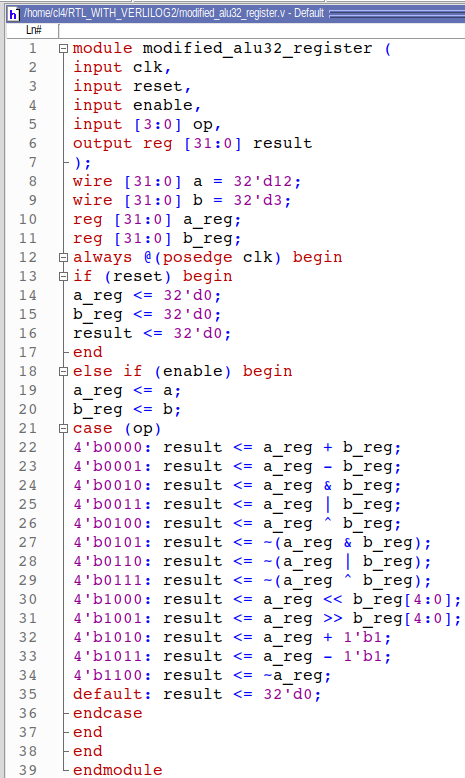 /home/cl4/RTL_WITH_VERLILOG2/modified_alu32_register.v - Default
Ln#
1 module modified_alu32_register (
2 input clk,
3 input reset,
4 input enable,
5 input [3:0] op,
6 output reg [31:0] result
7 );
8 wire [31:0] a = 32'd12;
9 wire [31:0] b = 32'd3;
10 reg [31:0] a_reg;
11 reg [31:0] b_reg;
12 always @(posedge clk) begin
13 if (reset) begin
14 a_reg <= 32'd0;
15 b_reg <= 32'd0;
16 result <= 32'd0;
17 end
18 else if (enable) begin
19 a_reg <= a;
20 b_reg <= b;
21 case (op)
22 4'b0000: result <= a_reg + b_reg;
23 4'b0001: result <= a_reg - b_reg;
24 4'b0010: result <= a_reg & b_reg;
25 4'b0011: result <= a_reg | b_reg;
26 4'b0100: result <= a_reg ^ b_reg;
27 4'b0101: result <= ~(a_reg & b_reg);
28 4'b0110: result <= ~(a_reg | b_reg);
29 4'b0111: result <= ~(a_reg ^ b_reg);
30 4'b1000: result <= a_reg << b_reg[4:0];
31 4'b1001: result <= a_reg >> b_reg[4:0];
32 4'b1010: result <= a_reg + 1'b1;
33 4'b1011: result <= a_reg - 1'b1;
34 4'b1100: result <= ~a_reg;
35 default: result <= 32'd0;
36 endcase
37 end
38 end
39 endmodule